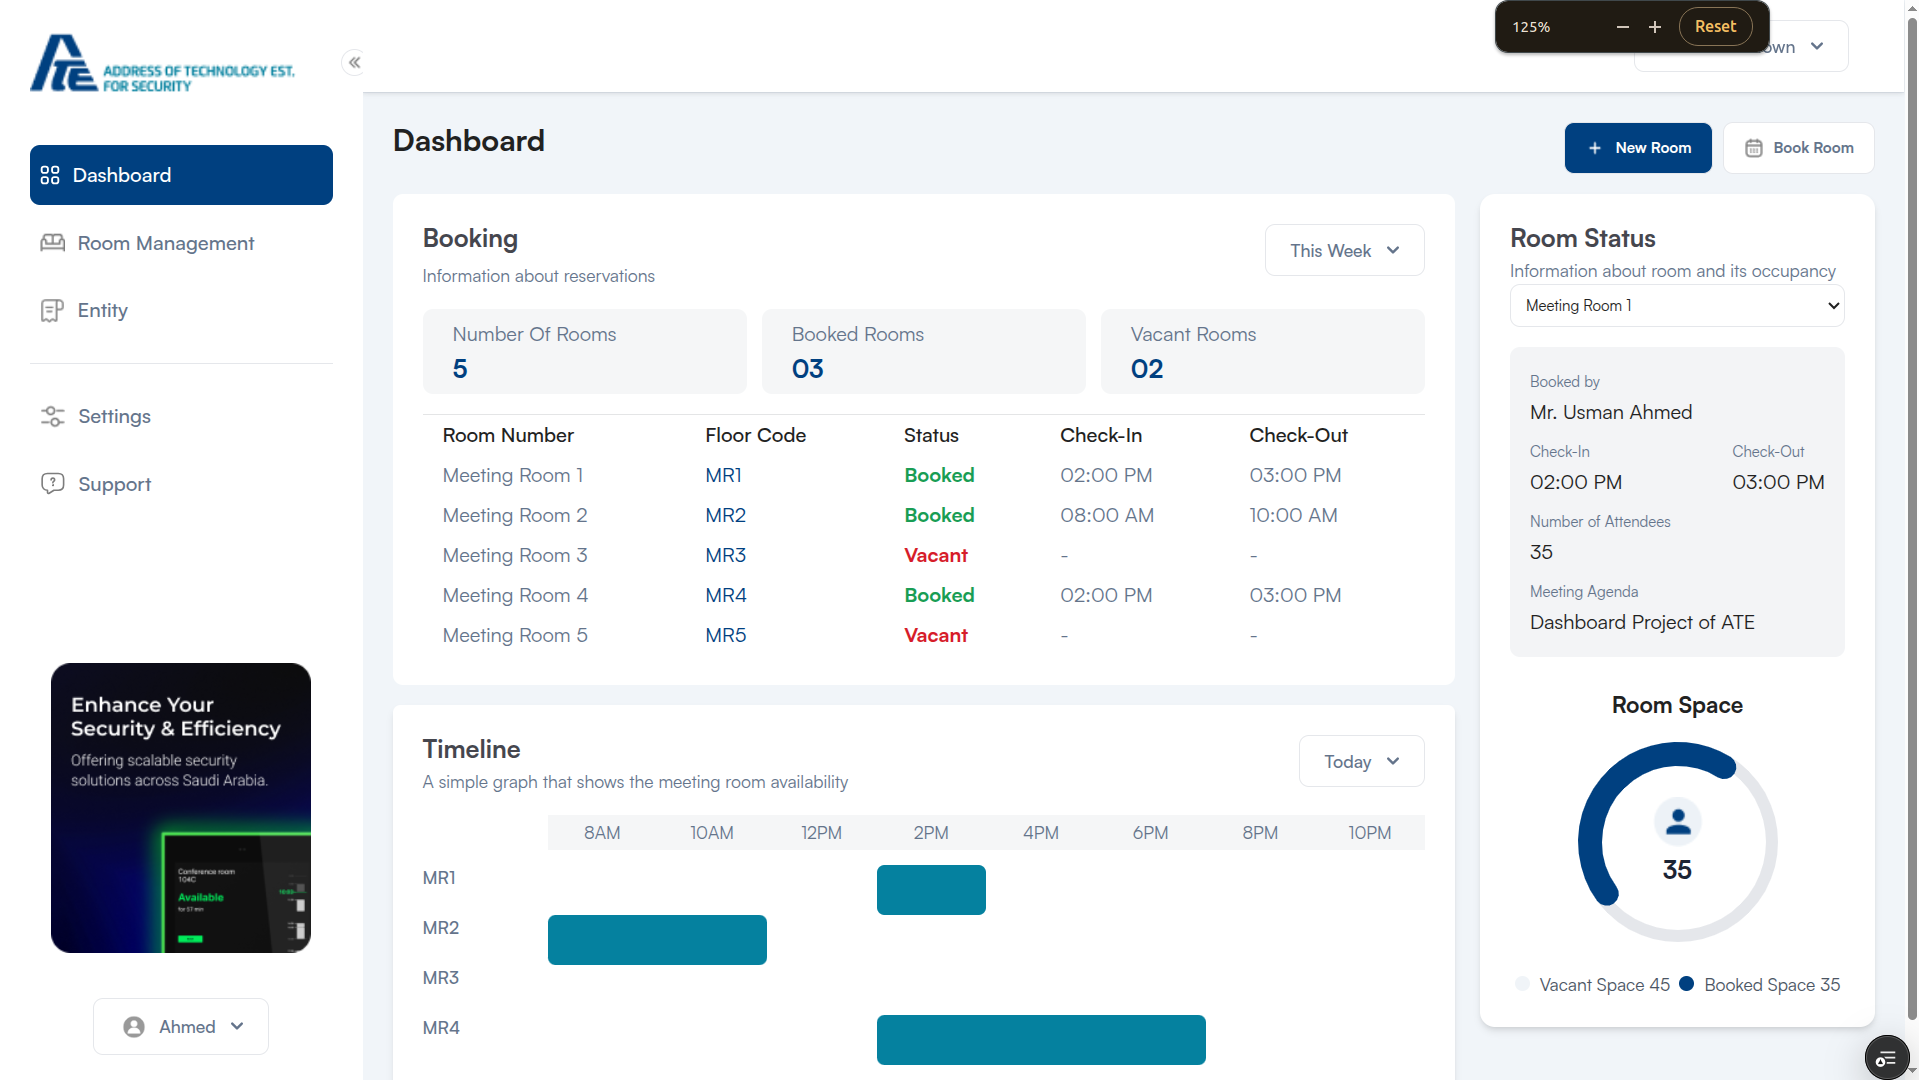 ATE ADDRESS OF TECHNOLOGY EST.
FOR SECURITY
125%
Reset
own
Dashboard
Room Management
Entity
Settings
Support
Enhance Your
Security & Efficiency
Offering scalable security
solutions across Saudi Arabia.
Conference room
104C
Available
for 57 min
Ahmed
Dashboard
New Room
Book Room
Booking
This Week
Information about reservations
Number Of Rooms
5
Booked Rooms
03
Vacant Rooms
02
Room Number Floor Code Status Check-In Check-Out
Meeting Room 1 MR1 Booked 02:00 PM 03:00 PM
Meeting Room 2 MR2 Booked 08:00 AM 10:00 AM
Meeting Room 3 MR3 Vacant - -
Meeting Room 4 MR4 Booked 02:00 PM 03:00 PM
Meeting Room 5 MR5 Vacant - -
Timeline
Today
A simple graph that shows the meeting room availability
8AM 10AM 12PM 2PM 4PM 6PM 8PM 10PM
MR1
MR2
MR3
MR4
Room Status
Information about room and its occupancy
Meeting Room 1
Booked by
Mr. Usman Ahmed
Check-In Check-Out
02:00 PM 03:00 PM
Number of Attendees
35
Meeting Agenda
Dashboard Project of ATE
Room Space
35
Vacant Space 45 Booked Space 35